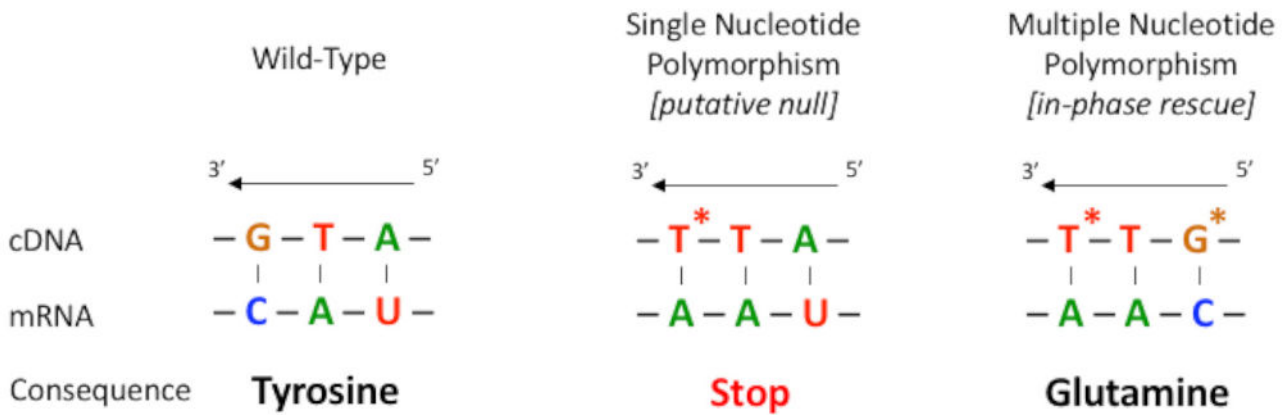 Wild-Type
Single Nucleotide
Polymorphism
[putative null]
Multiple Nucleotide
Polymorphism
[in-phase rescue]
3’ 5’ 3’ 5’ 3’ 5’
cDNA – G – T – A – – T* – T – A – – T* – T – G* –
mRNA – C – A – U – – A – A – U – – A – A – C –
Consequence Tyrosine Stop Glutamine